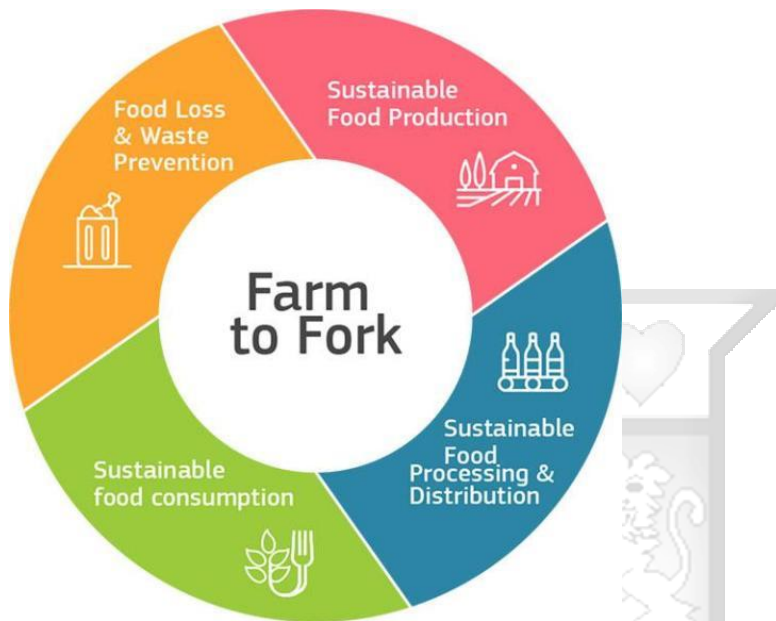 Food Loss
& Waste
Prevention
Sustainable
Food Production
Farm
to Fork
Sustainable
Food
Processing &
Distribution
Sustainable
food consumption